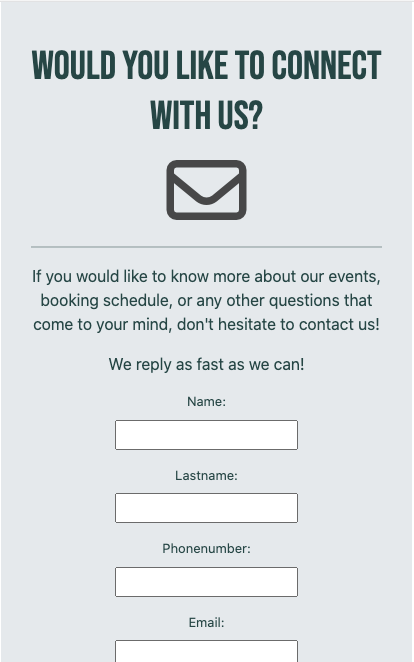 WOULD YOU LIKE TO CONNECT
WITH US?
If you would like to know more about our events,
booking schedule, or any other questions that
come to your mind, don't hesitate to contact us!
We reply as fast as we can!
Name:
Lastname:
Phonenumber:
Email: